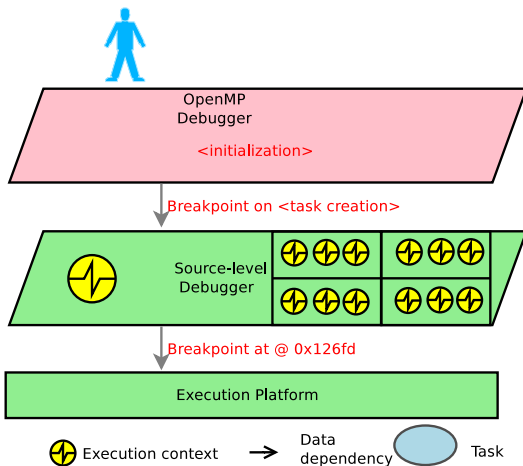 OpenMP
Debugger
<initialization>
Breakpoint on <task creation>
Source-level
Debugger
Breakpoint at @ 0x126fd
Execution Platform
Execution context
Data
dependency
Task